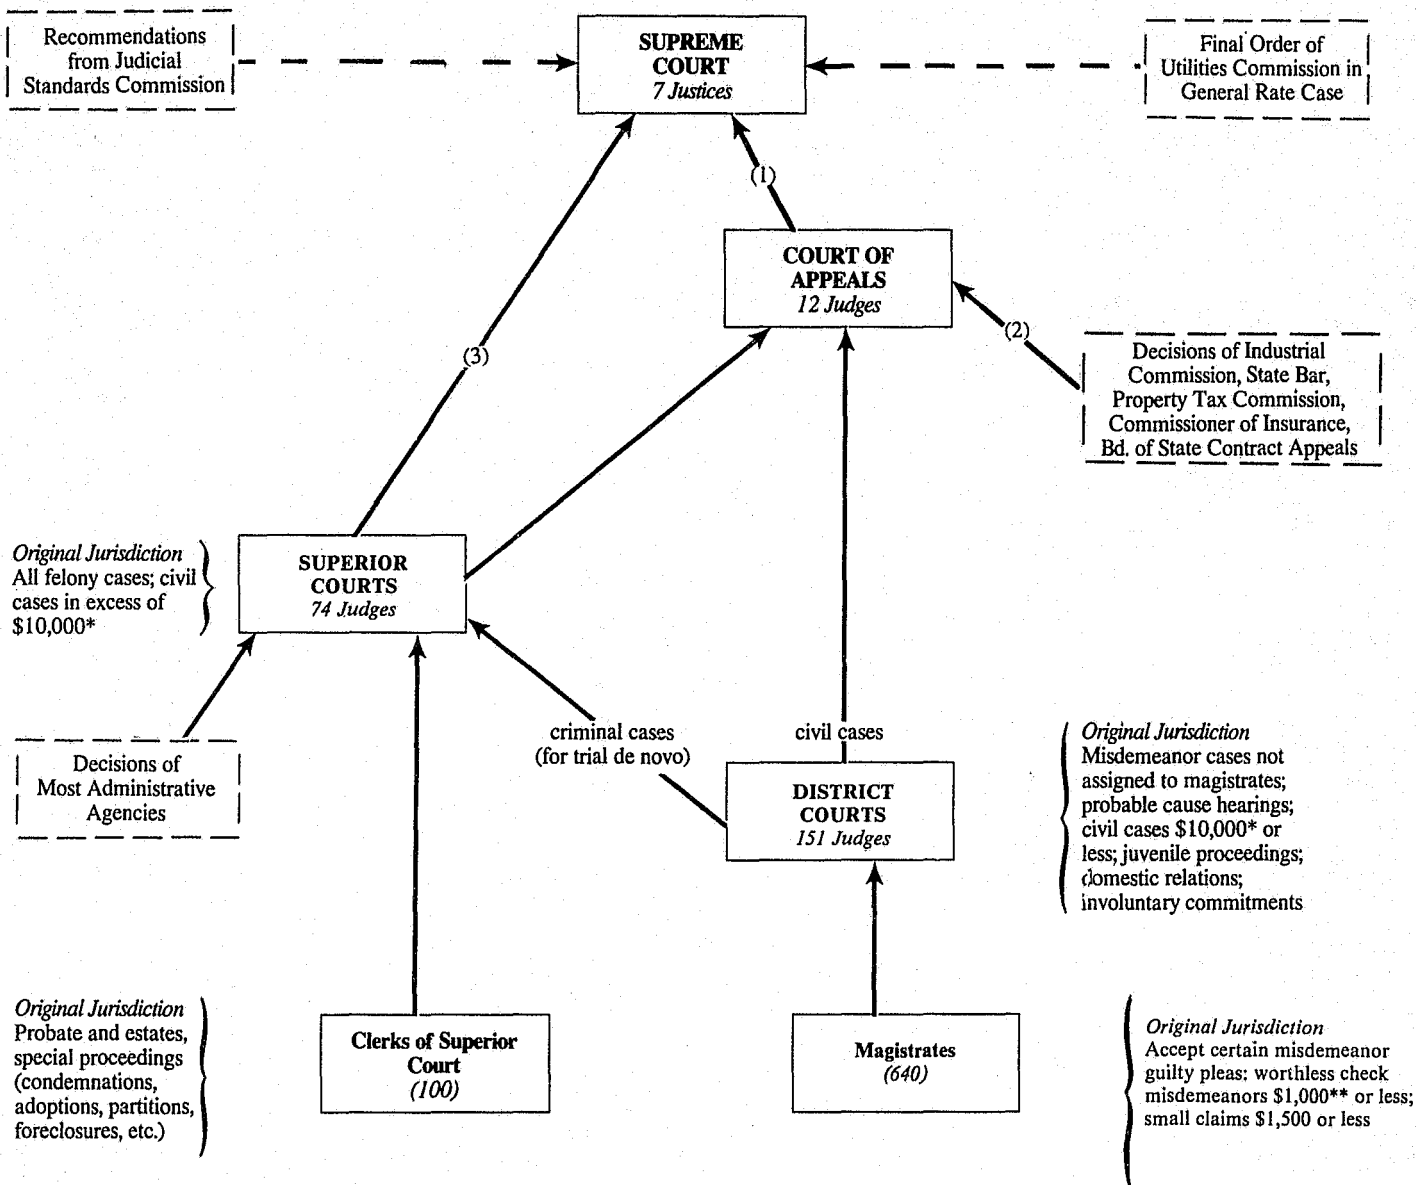 Recommendations
from Judicial
Standards Commission
SUPREME
COURT
7 Justices
Final Order of
Utilities Commission in
General Rate Case
(1)
COURT OF
APPEALS
12 Judges
(2)
Decisions of Industrial
Commission, State Bar,
Property Tax Commission,
Commissioner of Insurance,
Bd. of State Contract Appeals
(3)
Original Jurisdiction
All felony cases; civil
cases in excess of
$10,000*
SUPERIOR
COURTS
74 Judges
Decisions of
Most Administrative
Agencies
criminal cases
(for trial de novo)
civil cases
DISTRICT
COURTS
151 Judges
Original Jurisdiction
Misdemeanor cases not
assigned to magistrates;
probable cause hearings;
civil cases $10,000* or
less; juvenile proceedings;
domestic relations;
involuntary commitments
Original Jurisdiction
Probate and estates,
special proceedings
(condemnations,
adoptions, partitions,
foreclosures, etc.)
Clerks of Superior
Court
(100)
Magistrates
(640)
Original Jurisdiction
Accept certain misdemeanor
guilty pleas; worthless check
misdemeanors $1,000** or less;
small claims $1,500 or less